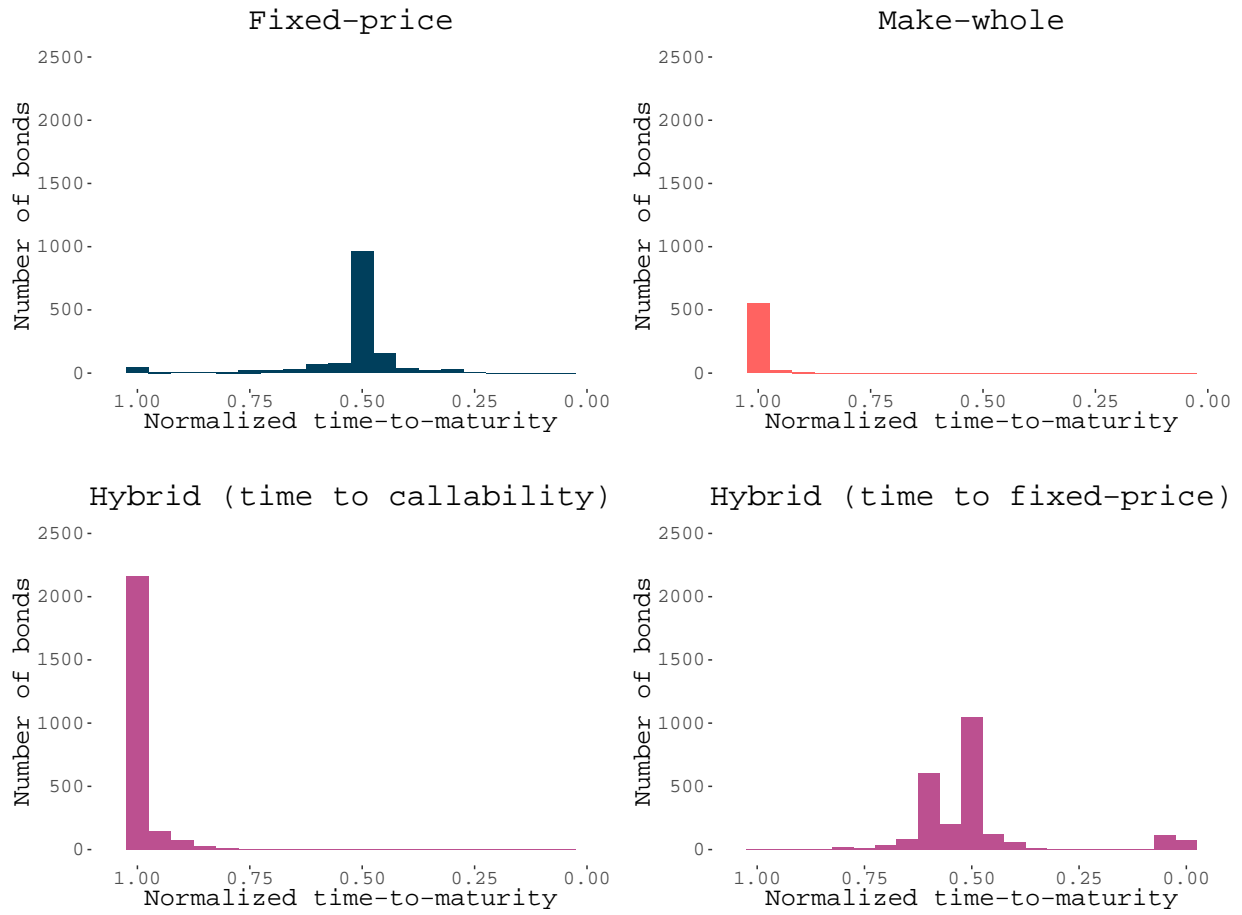 Fixed-price
Number of bonds
2500
2000
1500
1000
500
0
1.00 0.75 0.50 0.25 0.00
Normalized time-to-maturity
Make-whole
Number of bonds
2500
2000
1500
1000
500
0
1.00 0.75 0.50 0.25 0.00
Normalized time-to-maturity
Hybrid (time to callability)
Number of bonds
2500
2000
1500
1000
500
0
1.00 0.75 0.50 0.25 0.00
Normalized time-to-maturity
Hybrid (time to fixed-price)
Number of bonds
2500
2000
1500
1000
500
0
1.00 0.75 0.50 0.25 0.00
Normalized time-to-maturity